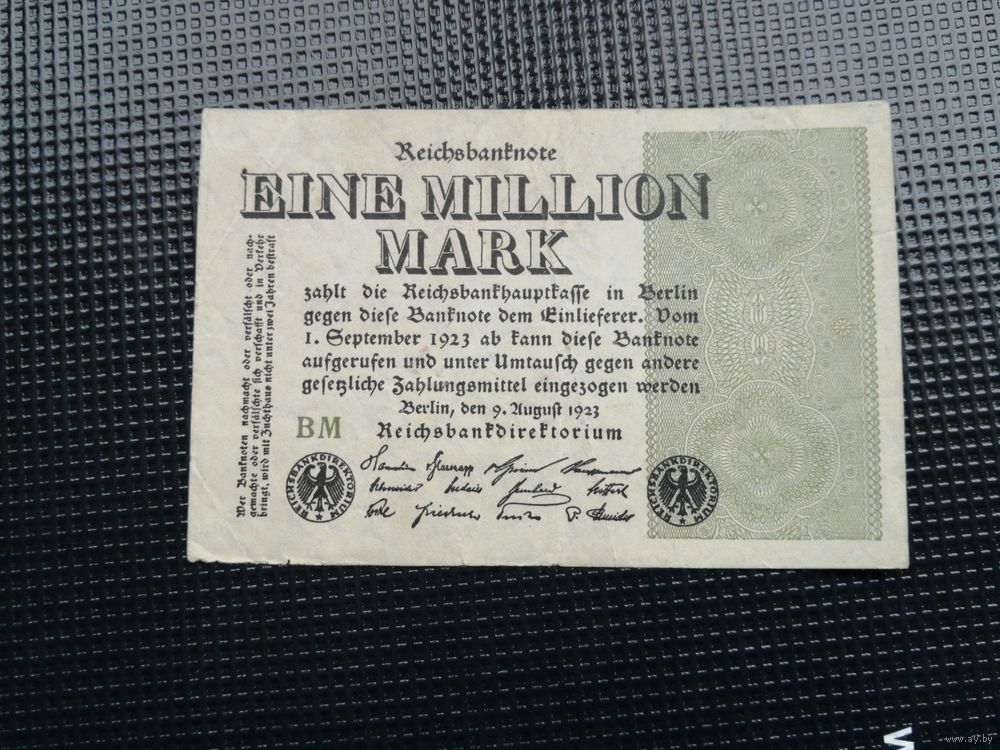 Reichsbanknote
EINE MILLION
MARK
zahlt die Reichsbankhauptkasse in Berlin
gegen diese Banknote dem Einlieferer. Vom
1. September 1923 ab kann diese Banknote
aufgerufen und unter Umtausch gegen andere
gesetzliche Zahlungsmittel eingezogen werden
Berlin, den 9. August 1923
BM Reichsbankdirektorium
REICHSBANKDIREKTORIUM
REICHSBANKDIREKTORIUM
Wer Banknoten nachmacht oder verfälscht oder nach-
gemachte oder verfälschte sich verschafft und in Verkehr
bringt, wird mit Zuchthaus nicht unter zwei Jahren bestraft
V
www.ay.by